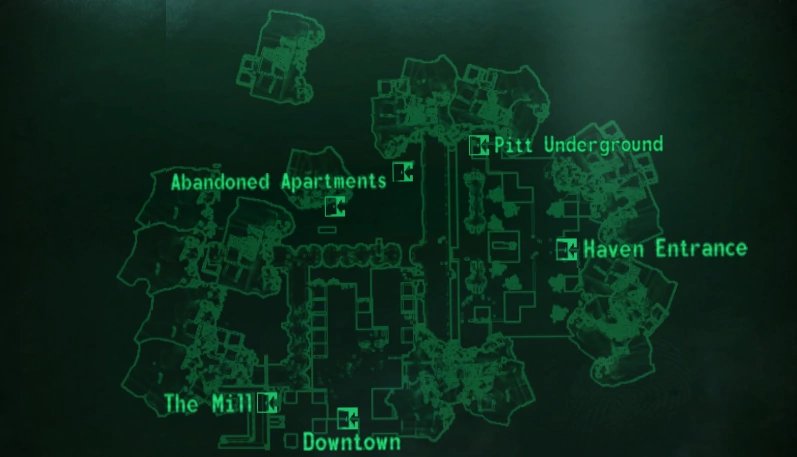 Pitt Underground
Abandoned Apartments
Haven Entrance
The Mill
Downtown